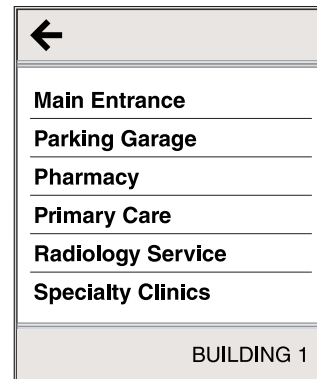 Main Entrance
Parking Garage
Pharmacy
Primary Care
Radiology Service
Specialty Clinics
BUILDING 1